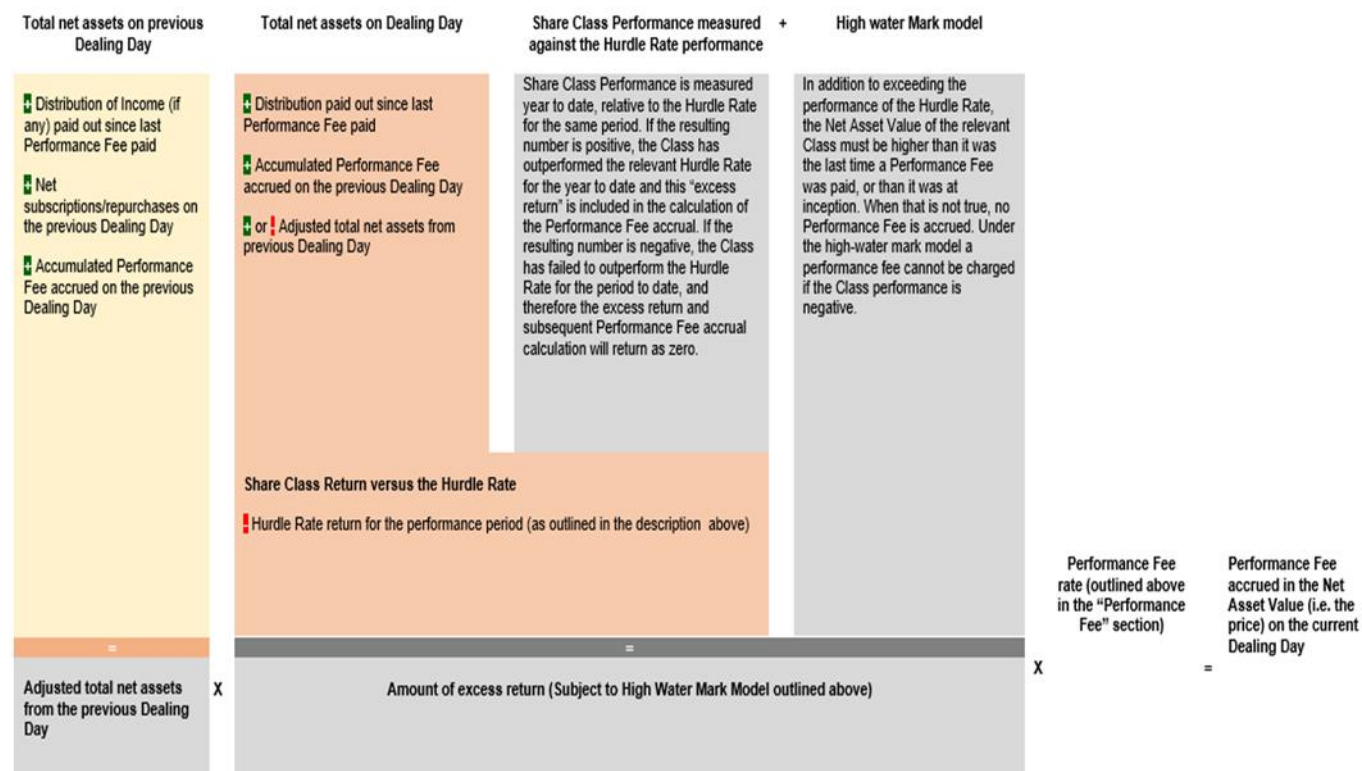 Total net assets on previous
Dealing Day
+ Distribution of Income (if
any) paid out since last
Performance Fee paid
+ Net
subscriptions/repurchases on
the previous Dealing Day
+ Accumulated Performance
Fee accrued on the previous
Dealing Day
=
Adjusted total net assets
from the previous Dealing
Day
X
Total net assets on Dealing Day
+ Distribution paid out since last
Performance Fee paid
+ Accumulated Performance Fee
accrued on the previous Dealing Day
+ or ! Adjusted total net assets from
previous Dealing Day
Share Class Performance measured
against the Hurdle Rate performance
Share Class Performance is measured
year to date, relative to the Hurdle Rate
for the same period. If the resulting
number is positive, the Class has
outperformed the relevant Hurdle Rate
for the year to date and this “excess
return” is included in the calculation of
the Performance Fee accrual. If the
resulting number is negative, the Class
has failed to outperform the Hurdle
Rate for the period to date, and
therefore the excess return and
subsequent Performance Fee accrual
calculation will return as zero.
+
High water Mark model
In addition to exceeding the
performance of the Hurdle Rate,
the Net Asset Value of the relevant
Class must be higher than it was
the last time a Performance Fee
was paid, or than it was at
inception. When that is not true, no
Performance Fee is accrued. Under
the high-water mark model a
performance fee cannot be charged
if the Class performance is
negative.
Share Class Return versus the Hurdle Rate
! Hurdle Rate return for the performance period (as outlined in the description above)
=
Amount of excess return (Subject to High Water Mark Model outlined above)
X
Performance Fee
rate (outlined above
in the “Performance
Fee” section)
=
Performance Fee
accrued in the Net
Asset Value (i.e. the
price) on the current
Dealing Day